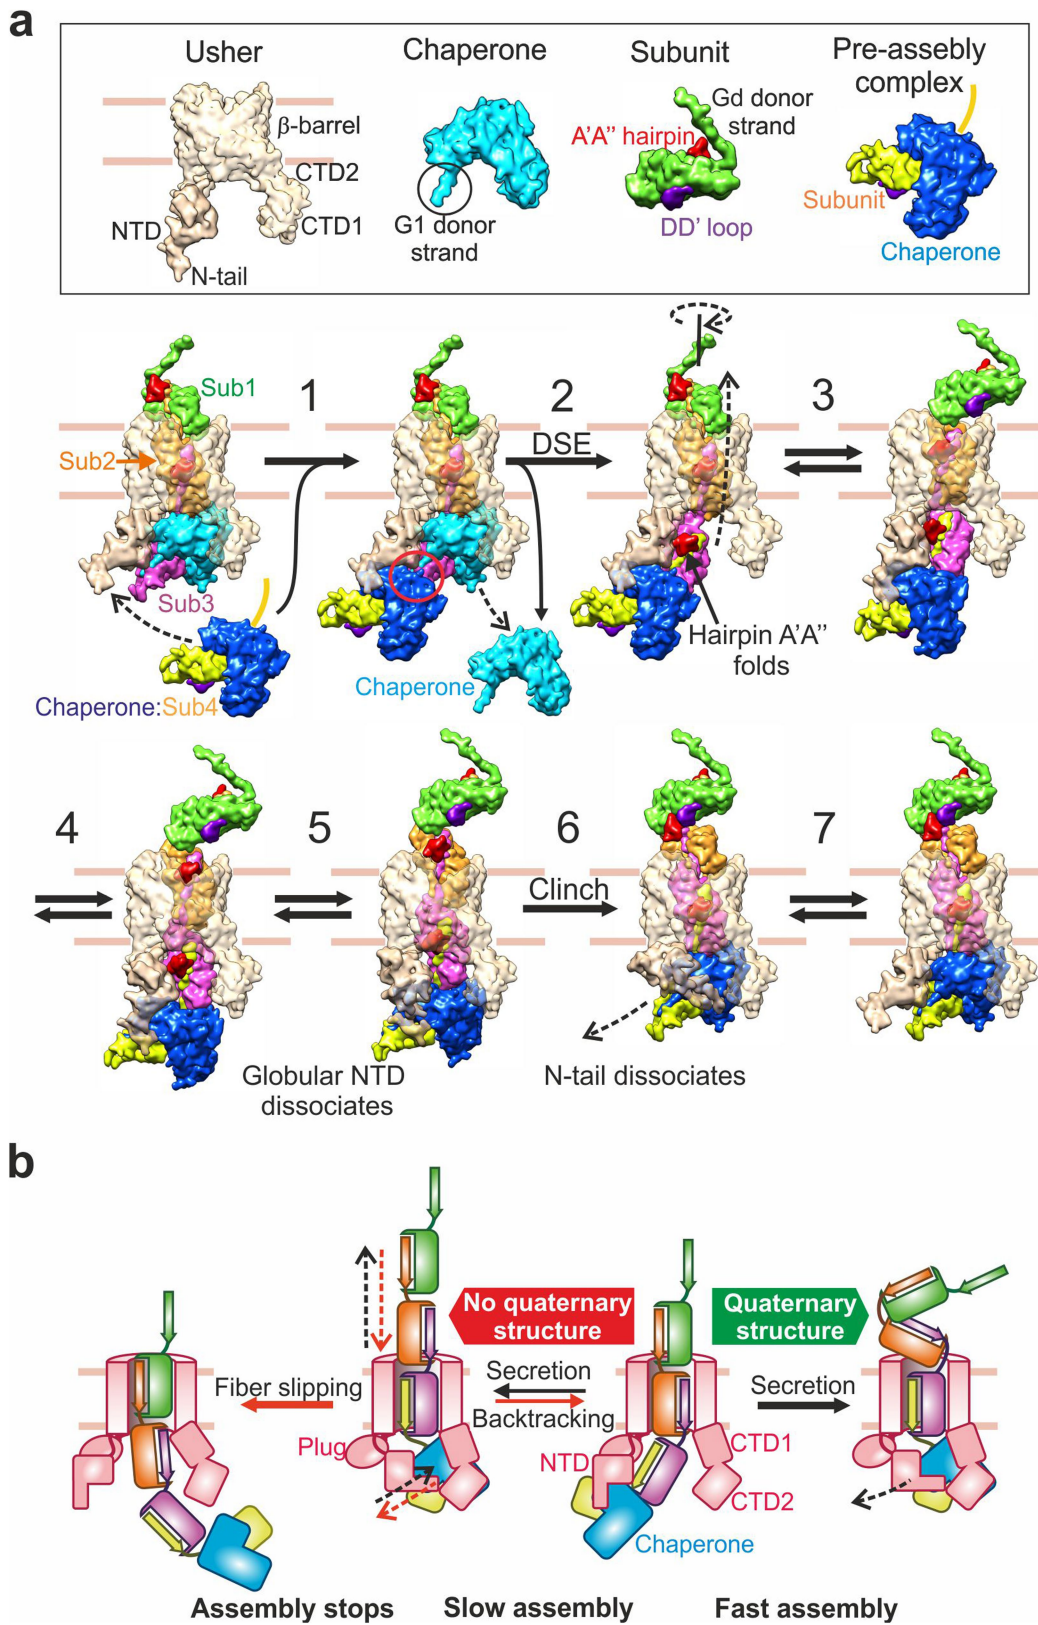 a
Usher
Chaperone
Subunit
Pre-assebly
complex
β-barrel
CTD2
CTD1
NTD
N-tail
G1 donor
strand
A’A’’ hairpin
Gd donor
strand
DD’ loop
Subunit
Chaperone
Sub1
Sub2
Sub3
Chaperone:Sub4
1
2
DSE
3
Chaperone
Hairpin A’A’’
folds
4
5
6
Clinch
7
Globular NTD
dissociates
N-tail dissociates
b
No quaternary
structure
Quaternary
structure
Fiber slipping
Secretion
Backtracking
Secretion
Plug
NTD
CTD1
CTD2
Chaperone
Assembly stops
Slow assembly
Fast assembly